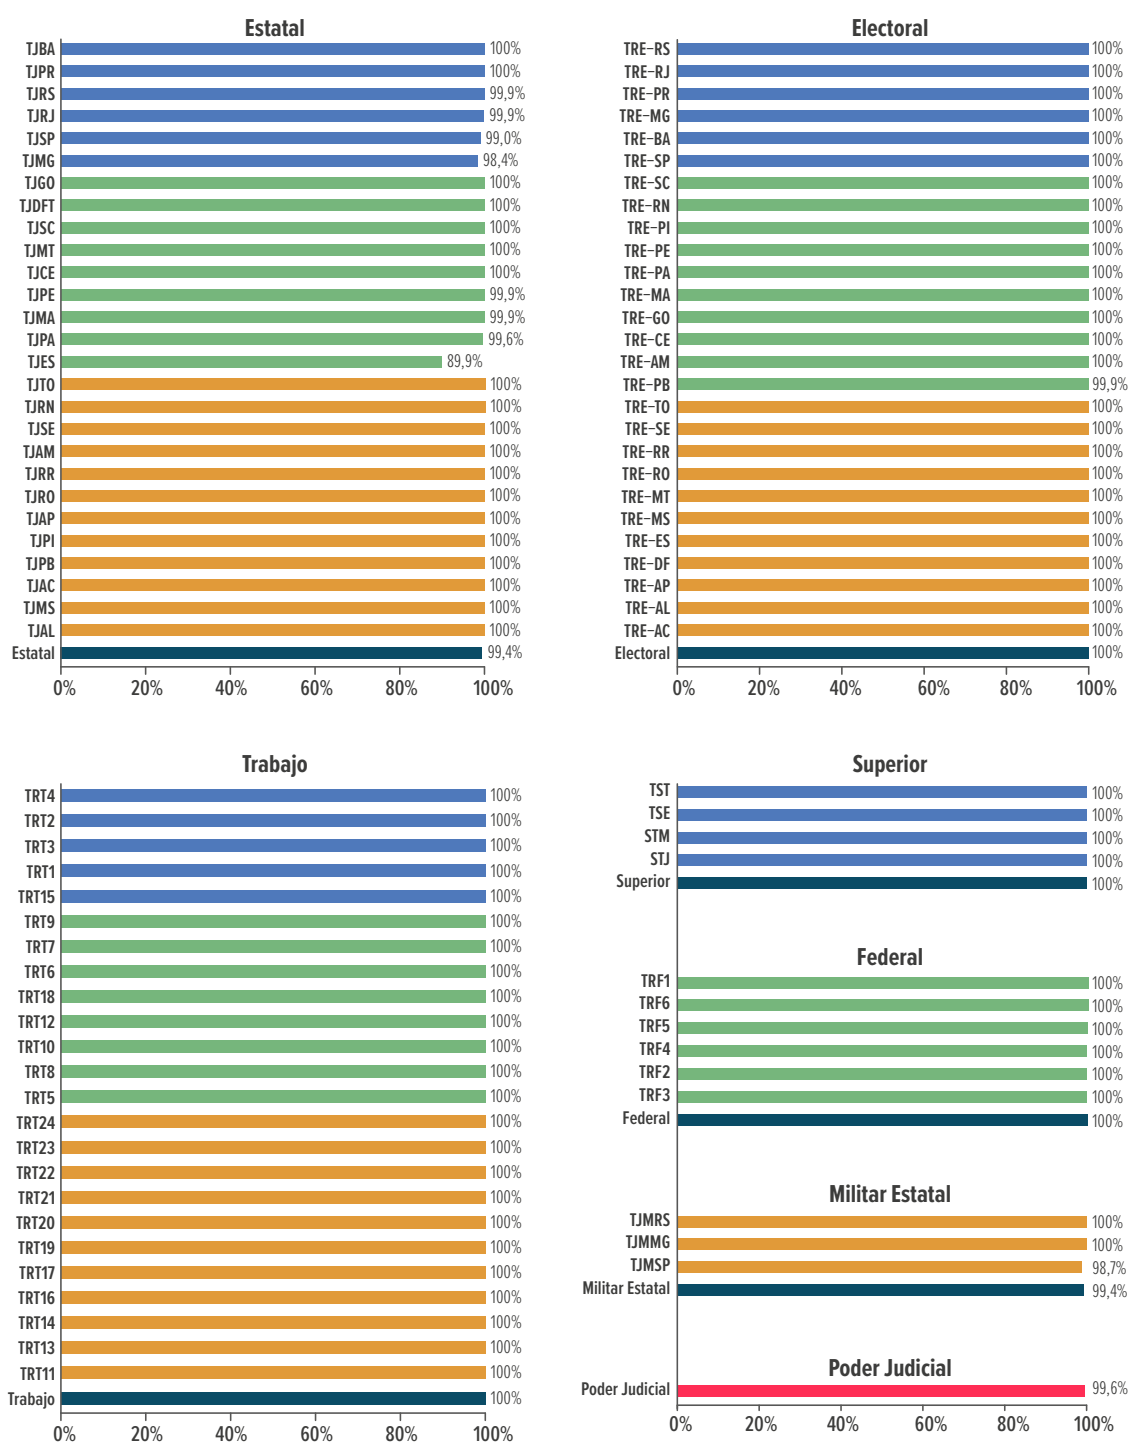 Estatal
TJBA 100%
TJPR 100%
TJRS 99,9%
TJRJ 99,9%
TJSP 99,0%
TJMG 98,4%
TJGO 100%
TJDFT 100%
TJSC 100%
TJMT 100%
TJCE 100%
TJPE 99,9%
TJMA 99,9%
TJPA 99,6%
TJES 89,9%
TJTO 100%
TJRN 100%
TJSE 100%
TJAM 100%
TJRR 100%
TJRO 100%
TJAP 100%
TJPI 100%
TJPB 100%
TJAC 100%
TJMS 100%
TJAL 100%
Estatal 99,4%
0% 20% 40% 60% 80% 100%
Electoral
TRE-RS 100%
TRE-RJ 100%
TRE-PR 100%
TRE-MG 100%
TRE-BA 100%
TRE-SP 100%
TRE-SC 100%
TRE-RN 100%
TRE-PI 100%
TRE-PE 100%
TRE-PA 100%
TRE-MA 100%
TRE-GO 100%
TRE-CE 100%
TRE-AM 100%
TRE-PB 99,9%
TRE-TO 100%
TRE-SE 100%
TRE-RR 100%
TRE-RO 100%
TRE-MT 100%
TRE-MS 100%
TRE-ES 100%
TRE-DF 100%
TRE-AP 100%
TRE-AL 100%
TRE-AC 100%
Electoral 100%
0% 20% 40% 60% 80% 100%
Trabajo
TRT4 100%
TRT2 100%
TRT3 100%
TRT1 100%
TRT15 100%
TRT9 100%
TRT7 100%
TRT6 100%
TRT18 100%
TRT12 100%
TRT10 100%
TRT8 100%
TRT5 100%
TRT24 100%
TRT23 100%
TRT22 100%
TRT21 100%
TRT20 100%
TRT19 100%
TRT17 100%
TRT16 100%
TRT14 100%
TRT13 100%
TRT11 100%
Trabajo 100%
0% 20% 40% 60% 80% 100%
Superior
TST 100%
TSE 100%
STM 100%
STJ 100%
Superior 100%
Federal
TRF1 100%
TRF6 100%
TRF5 100%
TRF4 100%
TRF2 100%
TRF3 100%
Federal 100%
Militar Estatal
TJMRS 100%
TJMMG 100%
TJMSP 98,7%
Militar Estatal 99,4%
Poder Judicial
Poder Judicial 99,6%
0% 20% 40% 60% 80% 100%